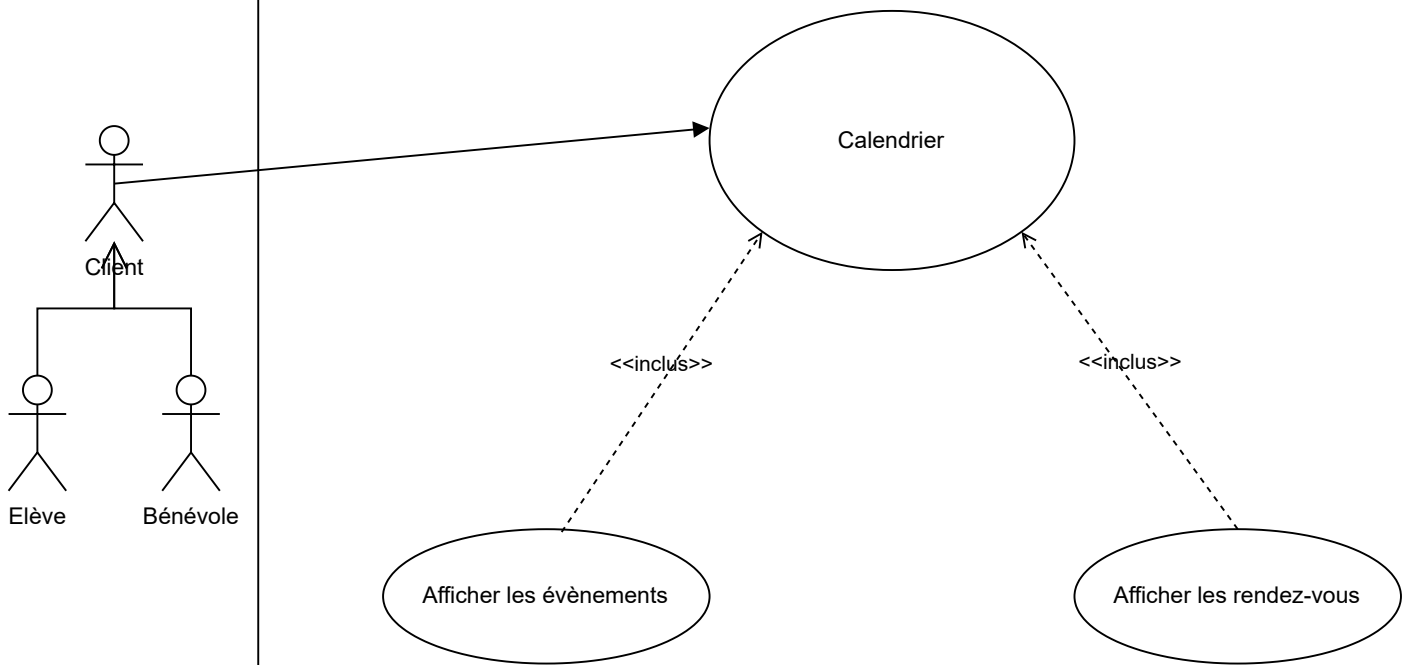 Calendrier
Client
<<inclus>>
<<inclus>>
Elève
Bénévole
Afficher les évènements
Afficher les rendez-vous